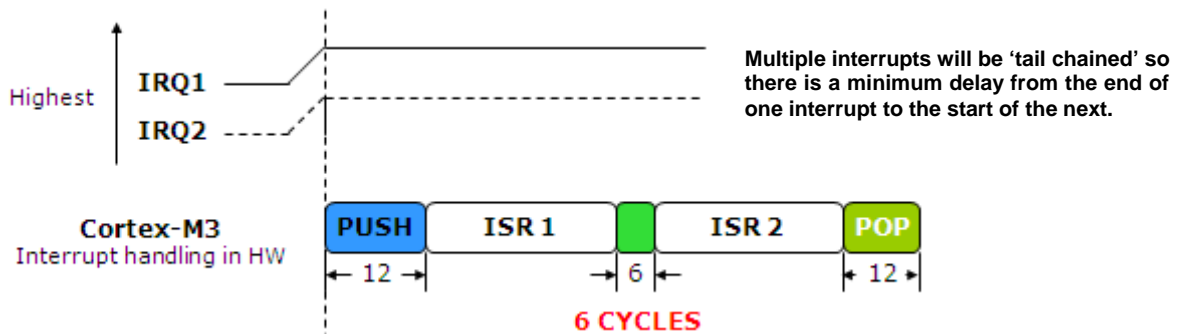 Highest
IRQ1
IRQ2
Multiple interrupts will be ‘tail chained’ so
there is a minimum delay from the end of
one interrupt to the start of the next.
Cortex-M3
Interrupt handling in HW
PUSH
ISR 1
ISR 2
POP
12
6
12
6 CYCLES